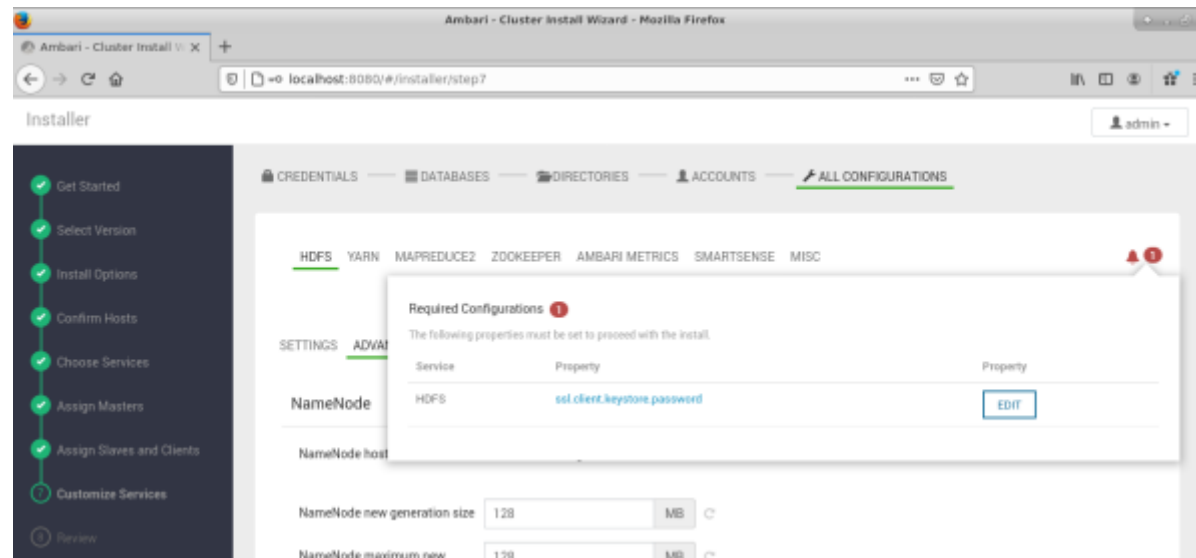 Ambari - Cluster Install Wizard - Mozilla Firefox
Ambari - Cluster Install
localhost:8080/#/installer/step7
Installer
admin
CREDENTIALS DATABASES DIRECTORIES ACCOUNTS ALL CONFIGURATIONS
Get Started
Select Version
Install Options
Confirm Hosts
Choose Services
Assign Masters
Assign Slaves and Clients
7 Customize Services
8 Review
HDFS YARN MAPREDUCE2 ZOOKEEPER AMBARI METRICS SMARTSENSE MISC
1
Required Configurations 1
The following properties must be set to proceed with the install.
SETTINGS ADVA
Service Property Property
HDFS ssl.client.keystore.password EDIT
NameNode
NameNode host
NameNode new generation size 128 MB
NameNode maximum new 128 MB